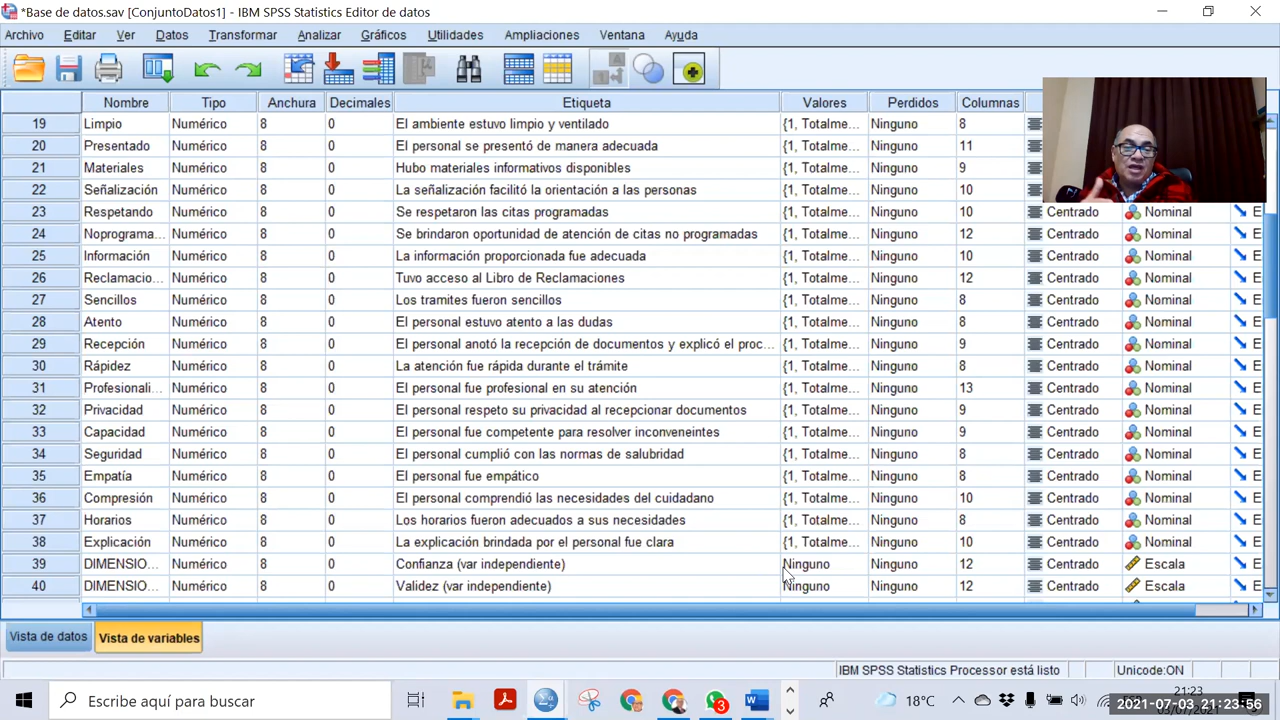 *Base de datos.sav [ConjuntoDatos1] - IBM SPSS Statistics Editor de datos
Archivo Editar Ver Datos Transformar Analizar Gráficos Utilidades Ampliaciones Ventana Ayuda
Nombre Tipo Anchura Decimales Etiqueta Valores Perdidos Columnas
19 Limpio Numérico 8 0 El ambiente estuvo limpio y ventilado {1, Totalme... Ninguno 8
20 Presentado Numérico 8 0 El personal se presentó de manera adecuada {1, Totalme... Ninguno 11
21 Materiales Numérico 8 0 Hubo materiales informativos disponibles {1, Totalme... Ninguno 9
22 Señalización Numérico 8 0 La señalización facilitó la orientación a las personas {1, Totalme... Ninguno 10
23 Respetando Numérico 8 0 Se respetaron las citas programadas {1, Totalme... Ninguno 10 Centrado Nominal E
24 Noprograma... Numérico 8 0 Se brindaron oportunidad de atención de citas no programadas {1, Totalme... Ninguno 12 Centrado Nominal E
25 Información Numérico 8 0 La información proporcionada fue adecuada {1, Totalme... Ninguno 10 Centrado Nominal E
26 Reclamacio... Numérico 8 0 Tuvo acceso al Libro de Reclamaciones {1, Totalme... Ninguno 12 Centrado Nominal E
27 Sencillos Numérico 8 0 Los tramites fueron sencillos {1, Totalme... Ninguno 8 Centrado Nominal E
28 Atento Numérico 8 0 El personal estuvo atento a las dudas {1, Totalme... Ninguno 8 Centrado Nominal E
29 Recepción Numérico 8 0 El personal anotó la recepción de documentos y explicó el proc... {1, Totalme... Ninguno 9 Centrado Nominal E
30 Rápidez Numérico 8 0 La atención fue rápida durante el trámite {1, Totalme... Ninguno 8 Centrado Nominal E
31 Profesionali... Numérico 8 0 El personal fue profesional en su atención {1, Totalme... Ninguno 13 Centrado Nominal E
32 Privacidad Numérico 8 0 El personal respeto su privacidad al recepcionar documentos {1, Totalme... Ninguno 9 Centrado Nominal E
33 Capacidad Numérico 8 0 El personal fue competente para resolver inconveneintes {1, Totalme... Ninguno 9 Centrado Nominal E
34 Seguridad Numérico 8 0 El personal cumplió con las normas de salubridad {1, Totalme... Ninguno 8 Centrado Nominal E
35 Empatía Numérico 8 0 El personal fue empático {1, Totalme... Ninguno 8 Centrado Nominal E
36 Compresión Numérico 8 0 El personal comprendió las necesidades del cuidadano {1, Totalme... Ninguno 10 Centrado Nominal E
37 Horarios Numérico 8 0 Los horarios fueron adecuados a sus necesidades {1, Totalme... Ninguno 8 Centrado Nominal E
38 Explicación Numérico 8 0 La explicación brindada por el personal fue clara {1, Totalme... Ninguno 10 Centrado Nominal E
39 DIMENSIO... Numérico 8 0 Confianza (var independiente) Ninguno Ninguno 12 Centrado Escala E
40 DIMENSIO... Numérico 8 0 Validez (var independiente) Ninguno Ninguno 12 Centrado Escala E
Vista de datos Vista de variables
IBM SPSS Statistics Processor está listo Unicode:ON
Escribe aquí para buscar 3 18°C 21:23
2021-07-03 21:23:56